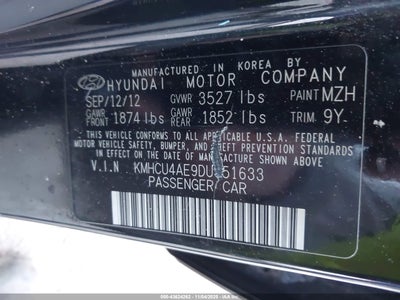 MANUFACTURED IN KOREA BY
HYUNDAI MOTOR COMPANY
SEP/12/12 GVWR 3527 lbs PAINT MZH
GAWR FRONT 1874 lbs GAWR REAR 1852 lbs TRIM 9Y
THIS VEHICLE CONFORMS TO ALL APPLICABLE U.S.A. FEDERAL
MOTOR VEHICLE SAFETY, BUMPER, AND THEFT PREVENTION STANDARDS
IN EFFECT ON THE DATE OF MANUFACTURE SHOWN ABOVE.
V.I.N KMHCU4AE9DU 51633
PASSENGER CAR